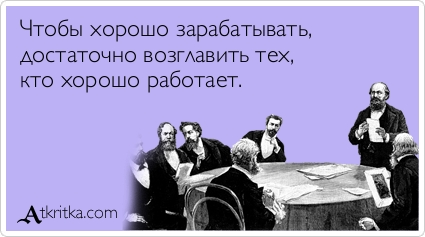 Чтобы хорошо зарабатывать,
достаточно возглавить тех,
кто хорошо работает.
Atkritka.com